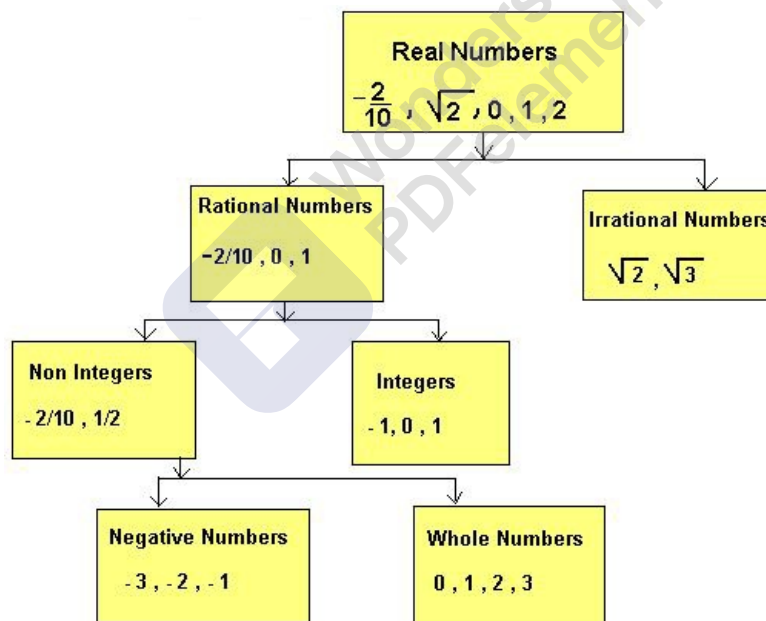 Wondershare
PDFelement
Real Numbers
-2/10 , √2 , 0 , 1 , 2
Rational Numbers
-2/10 , 0 , 1
Irrational Numbers
√2 , √3
Non Integers
- 2/10 , 1/2
Integers
- 1, 0 , 1
Negative Numbers
- 3 , - 2 , - 1
Whole Numbers
0 , 1 , 2 , 3